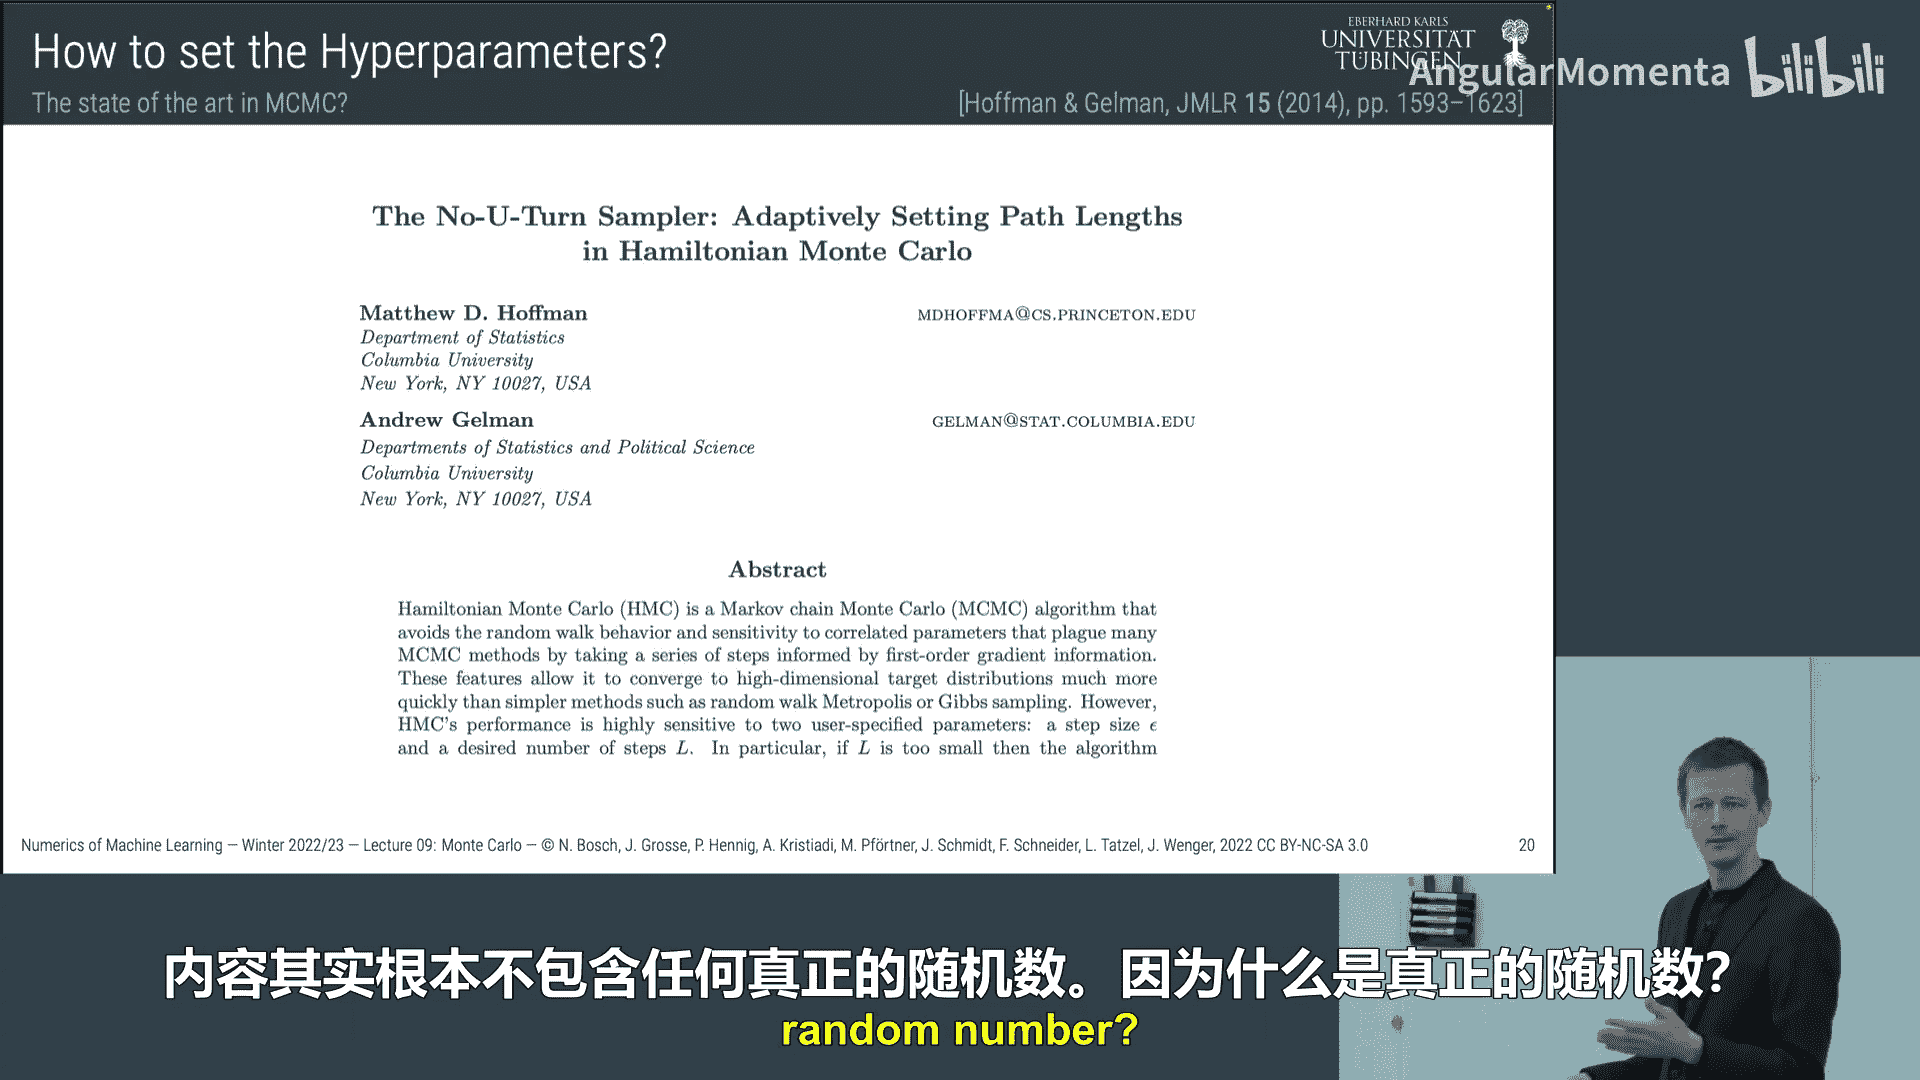 How to set the Hyperparameters?
The state of the art in MCMC?
EBERHARD KARLS
UNIVERSITÄT
TÜBINGEN
AngularMomenta bilibili
[Hoffman & Gelman, JMLR 15 (2014), pp. 1593–1623]
The No-U-Turn Sampler: Adaptively Setting Path Lengths
in Hamiltonian Monte Carlo
Matthew D. Hoffman MDHOFFMA@CS.PRINCETON.EDU
Department of Statistics
Columbia University
New York, NY 10027, USA
Andrew Gelman GELMAN@STAT.COLUMBIA.EDU
Departments of Statistics and Political Science
Columbia University
New York, NY 10027, USA
Abstract
Hamiltonian Monte Carlo (HMC) is a Markov chain Monte Carlo (MCMC) algorithm that
avoids the random walk behavior and sensitivity to correlated parameters that plague many
MCMC methods by taking a series of steps informed by first-order gradient information.
These features allow it to converge to high-dimensional target distributions much more
quickly than simpler methods such as random walk Metropolis or Gibbs sampling. However,
HMC's performance is highly sensitive to two user-specified parameters: a step size ϵ
and a desired number of steps L. In particular, if L is too small then the algorithm
Numerics of Machine Learning — Winter 2022/23 — Lecture 09: Monte Carlo — © N. Bosch, J. Grosse, P. Hennig, A. Kristiadi, M. Pförtner, J. Schmidt, F. Schneider, L. Tatzel, J. Wenger, 2022 CC BY-NC-SA 3.0 20
内容其实根本不包含任何真正的随机数。因为什么是真正的随机数?
random number?